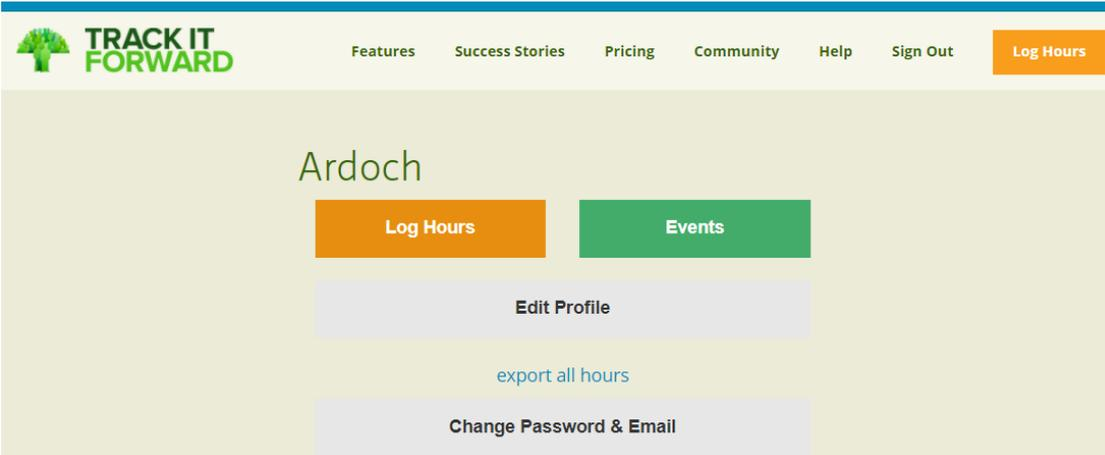 TRACK IT
FORWARD
Features Success Stories Pricing Community Help Sign Out Log Hours
Ardoch
Log Hours Events
Edit Profile
export all hours
Change Password & Email